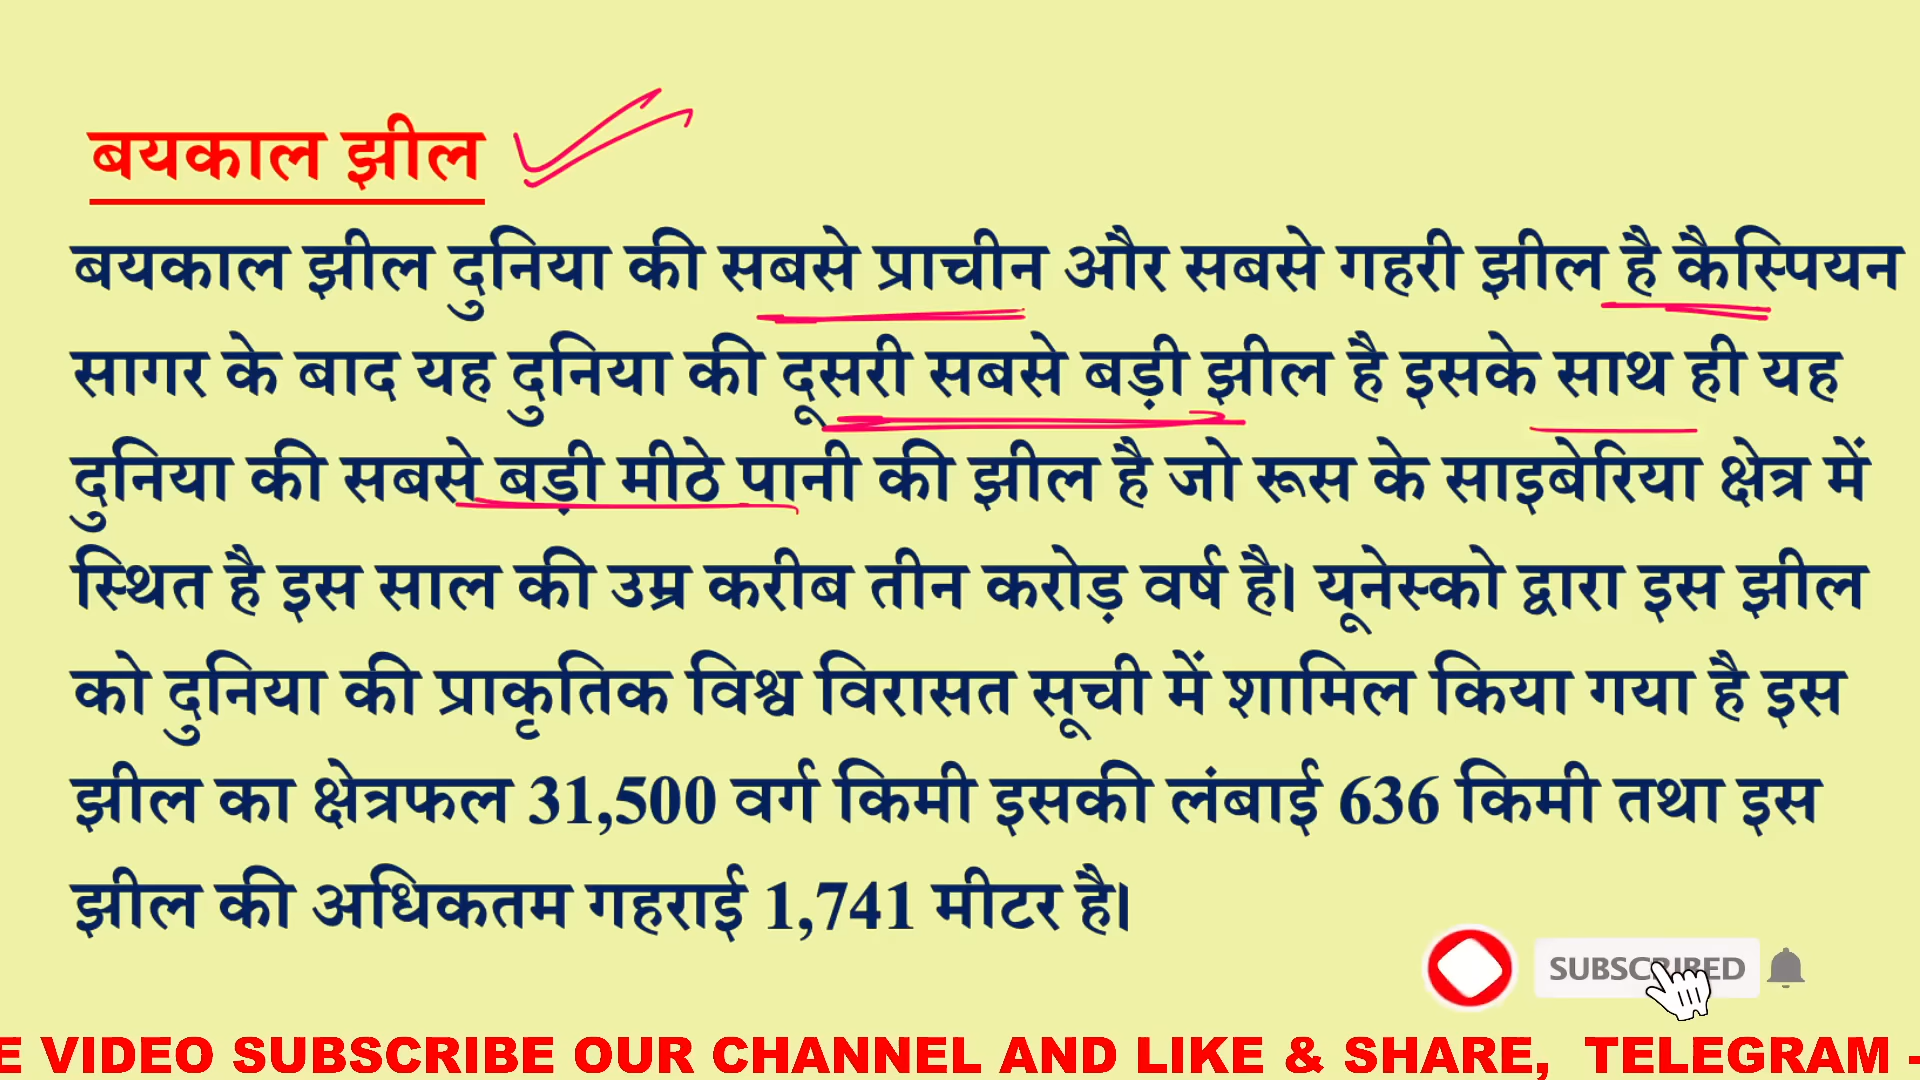 बयकाल झील
बयकाल झील दुनिया की सबसे प्राचीन और सबसे गहरी झील है कैस्पियन
सागर के बाद यह दुनिया की दूसरी सबसे बड़ी झील है इसके साथ ही यह
दुनिया की सबसे बड़ी मीठे पानी की झील है जो रूस के साइबेरिया क्षेत्र में
स्थित है इस साल की उम्र करीब तीन करोड़ वर्ष है। यूनेस्को द्वारा इस झील
को दुनिया की प्राकृतिक विश्व विरासत सूची में शामिल किया गया है इस
झील का क्षेत्रफल 31,500 वर्ग किमी इसकी लंबाई 636 किमी तथा इस
झील की अधिकतम गहराई 1,741 मीटर है।
SUBSCRIBED
E VIDEO SUBSCRIBE OUR CHANNEL AND LIKE & SHARE, TELEGRAM -